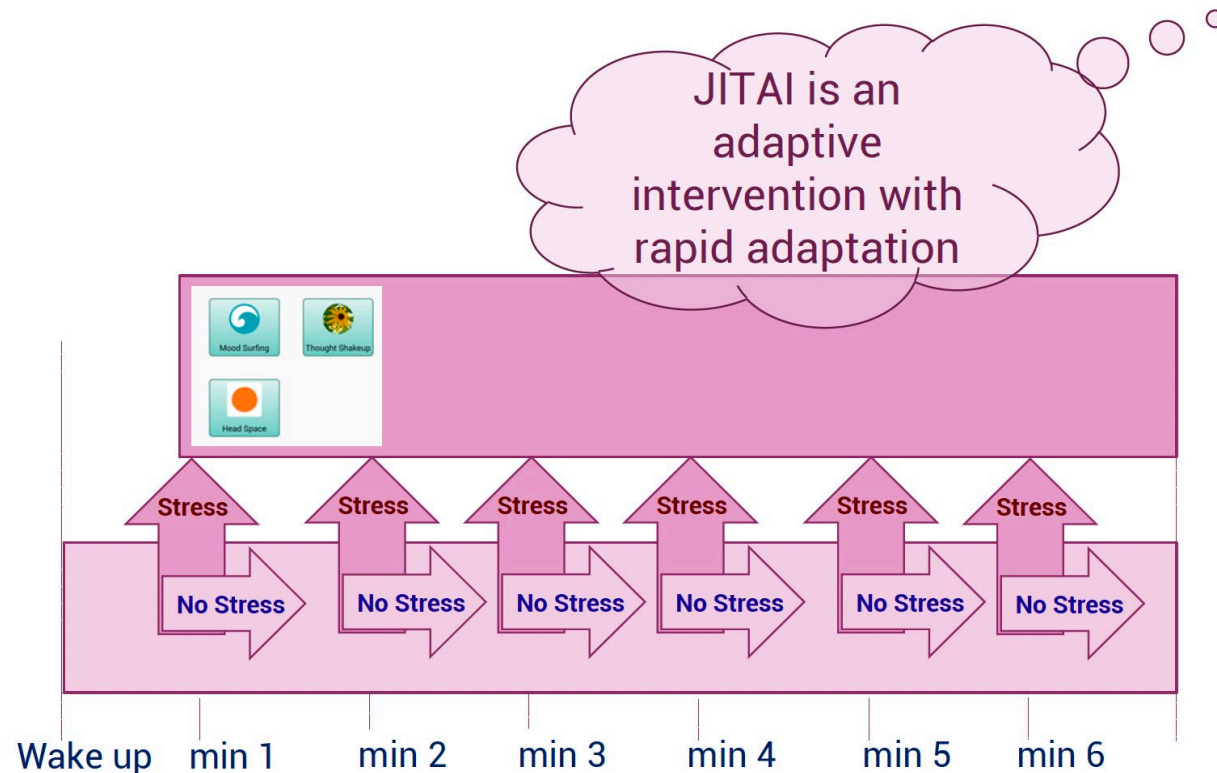 JITAI is an
adaptive
intervention with
rapid adaptation
Mood Surfing
Thought Shakeup
Head Space
Stress
Stress
Stress
Stress
Stress
Stress
No Stress
No Stress
No Stress
No Stress
No Stress
No Stress
Wake up
min 1
min 2
min 3
min 4
min 5
min 6